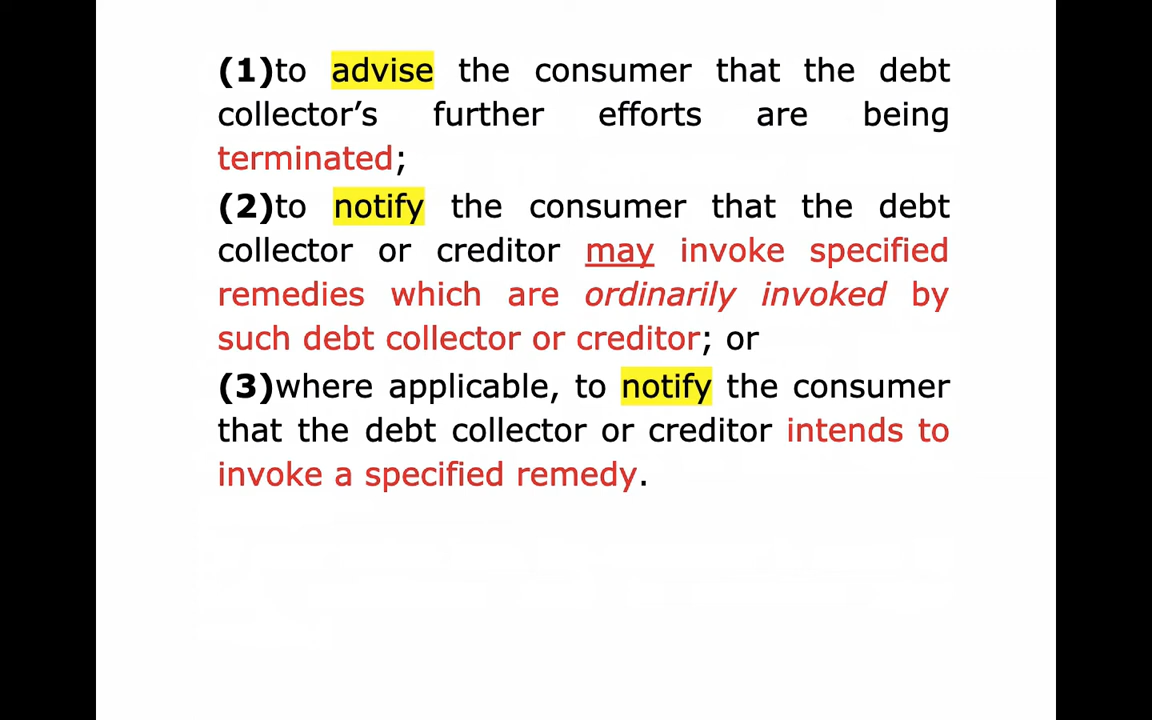 (1)to advise the consumer that the debt
collector’s further efforts are being
terminated;
(2)to notify the consumer that the debt
collector or creditor may invoke specified
remedies which are ordinarily invoked by
such debt collector or creditor; or
(3)where applicable, to notify the consumer
that the debt collector or creditor intends to
invoke a specified remedy.